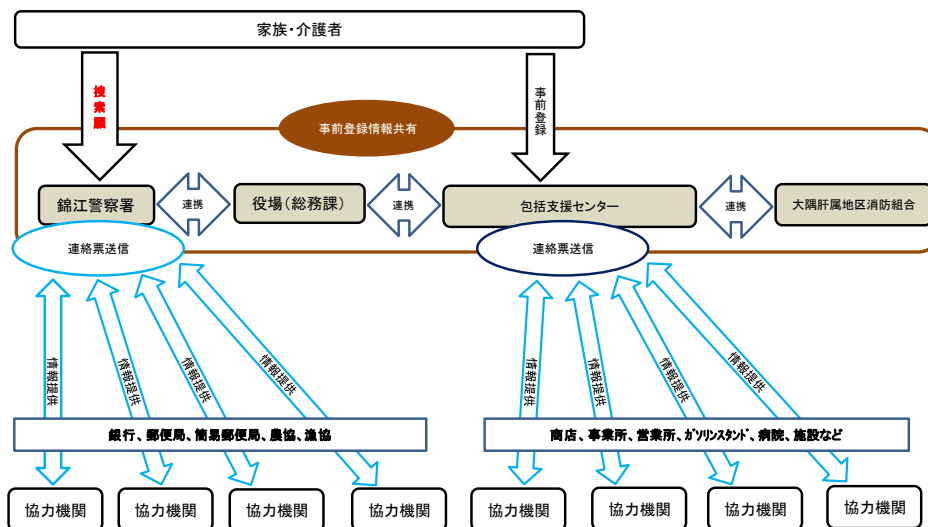 家族・介護者
捜索願
事前登録
事前登録情報共有
錦江警察署
連携
役場(総務課)
連携
包括支援センター
連携
大隅肝属地区消防組合
連絡票送信
連絡票送信
情報提供
情報提供
情報提供
情報提供
情報提供
情報提供
情報提供
情報提供
銀行、郵便局、簡易郵便局、農協、漁協
商店、事業所、営業所、ガソリンスタンド、病院、施設など
協力機関
協力機関
協力機関
協力機関
協力機関
協力機関
協力機関
協力機関